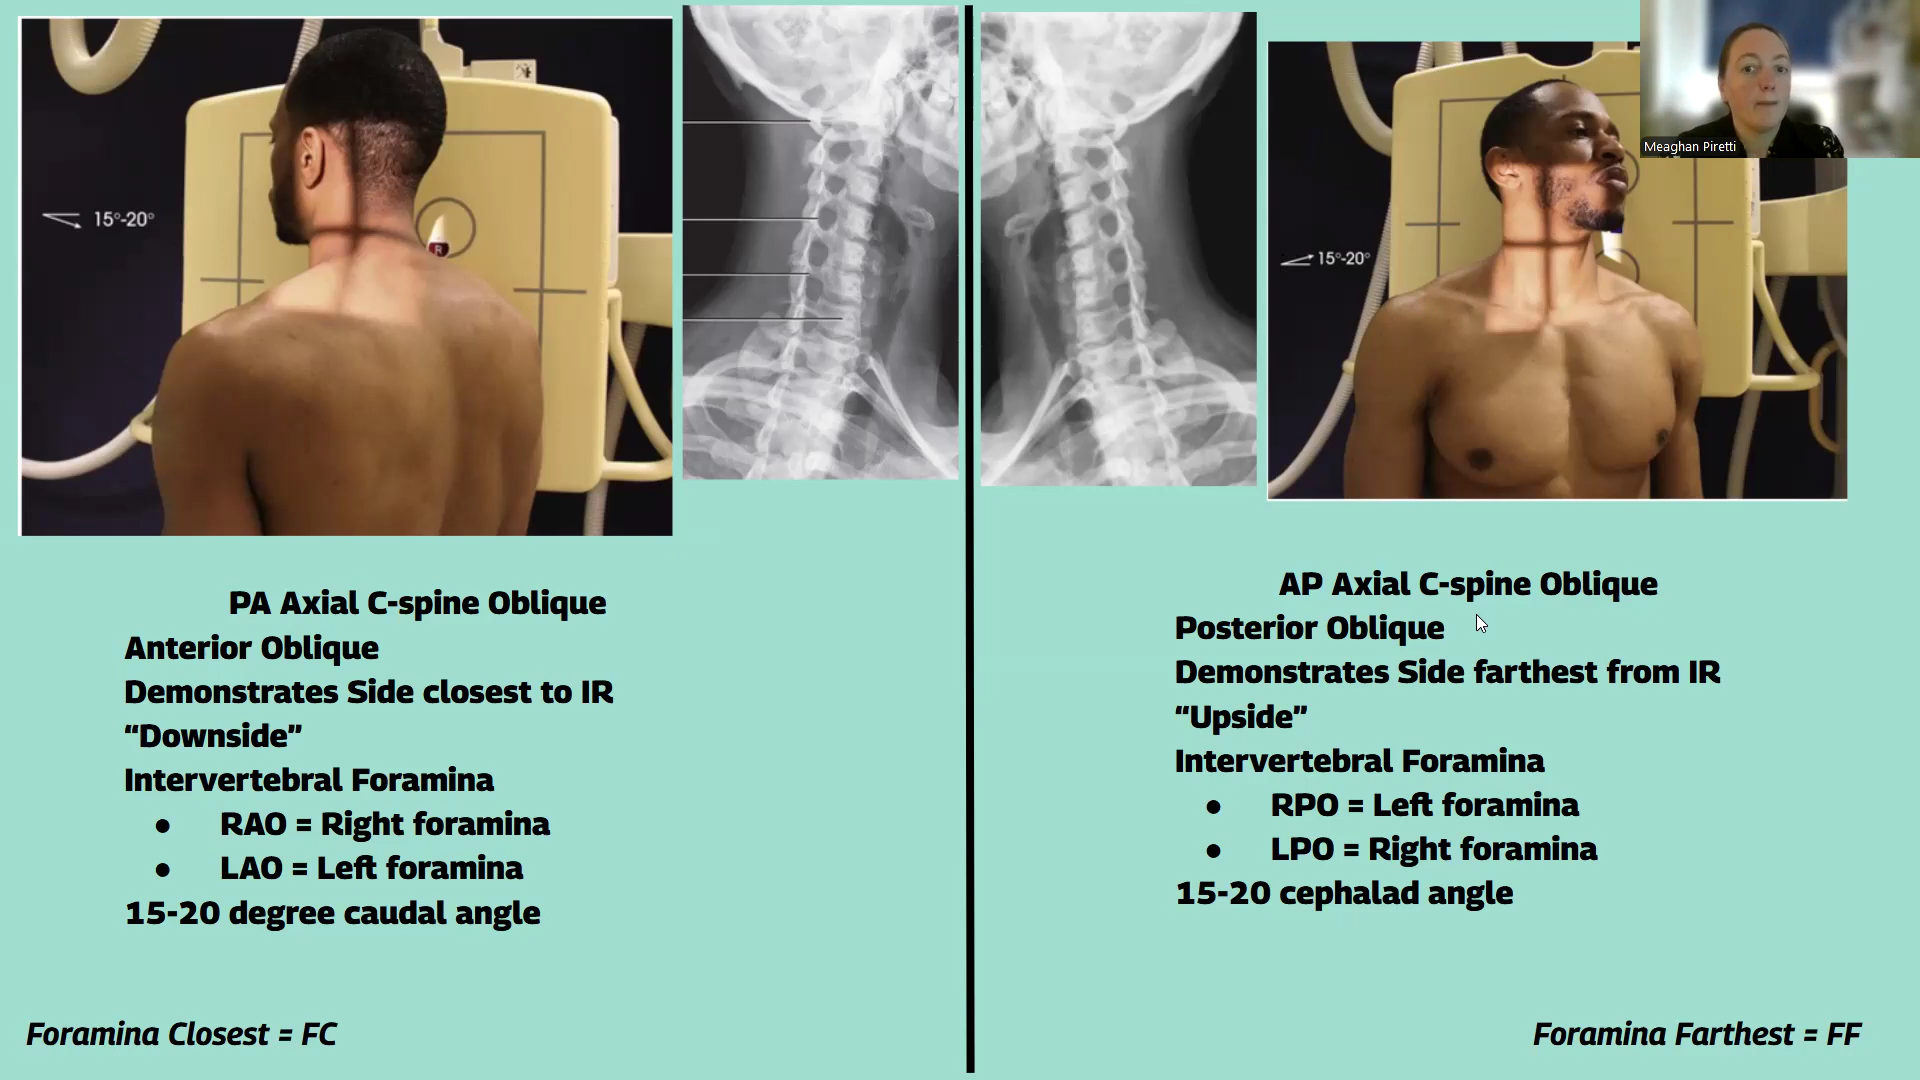 15°-20°
R
15°-20°
Meaghan Piretti
PA Axial C-spine Oblique
Anterior Oblique
Demonstrates Side closest to IR
“Downside”
Intervertebral Foramina
● RAO = Right foramina
● LAO = Left foramina
15-20 degree caudal angle
Foramina Closest = FC
AP Axial C-spine Oblique
Posterior Oblique
Demonstrates Side farthest from IR
“Upside”
Intervertebral Foramina
● RPO = Left foramina
● LPO = Right foramina
15-20 cephalad angle
Foramina Farthest = FF